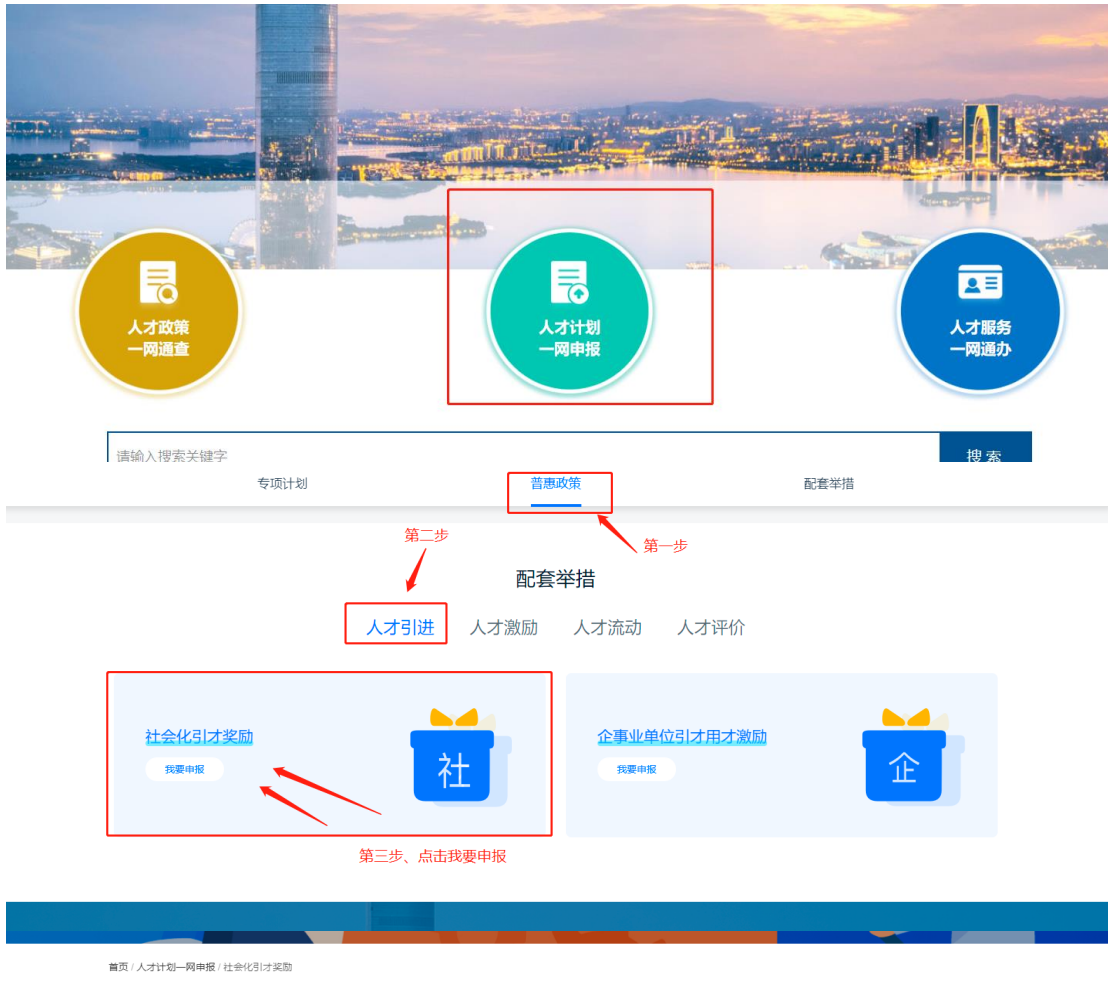 人才政策
一网通查
人才计划
一网申报
人才服务
一网通办
请输入搜索关键字
搜索
专项计划
普惠政策
配套举措
第二步
第一步
配套举措
人才引进
人才激励
人才流动
人才评价
社会化引才奖励
我要申报
社
企事业单位引才用才激励
我要申报
企
第三步、点击我要申报
首页 / 人才计划—网申报 / 社会化引才奖励